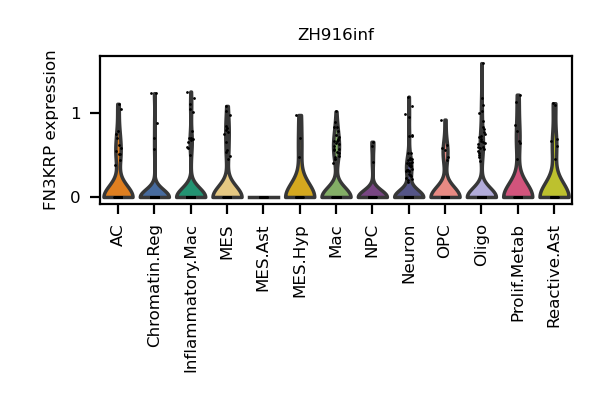 ZH916inf
FN3KRP expression
1
0
AC
Chromatin.Reg
Inflammatory.Mac
MES
MES.Ast
MES.Hyp
Mac
NPC
Neuron
OPC
Oligo
Prolif.Metab
Reactive.Ast